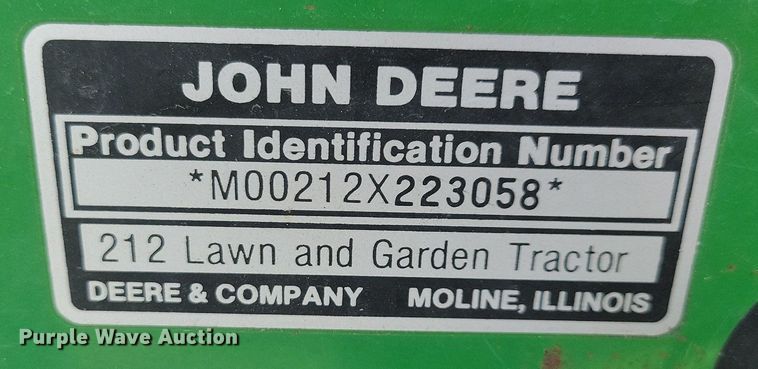 JOHN DEERE
Product Identification Number
*M00212X223058*
212 Lawn and Garden Tractor
DEERE & COMPANY MOLINE, ILLINOIS
Purple Wave Auction